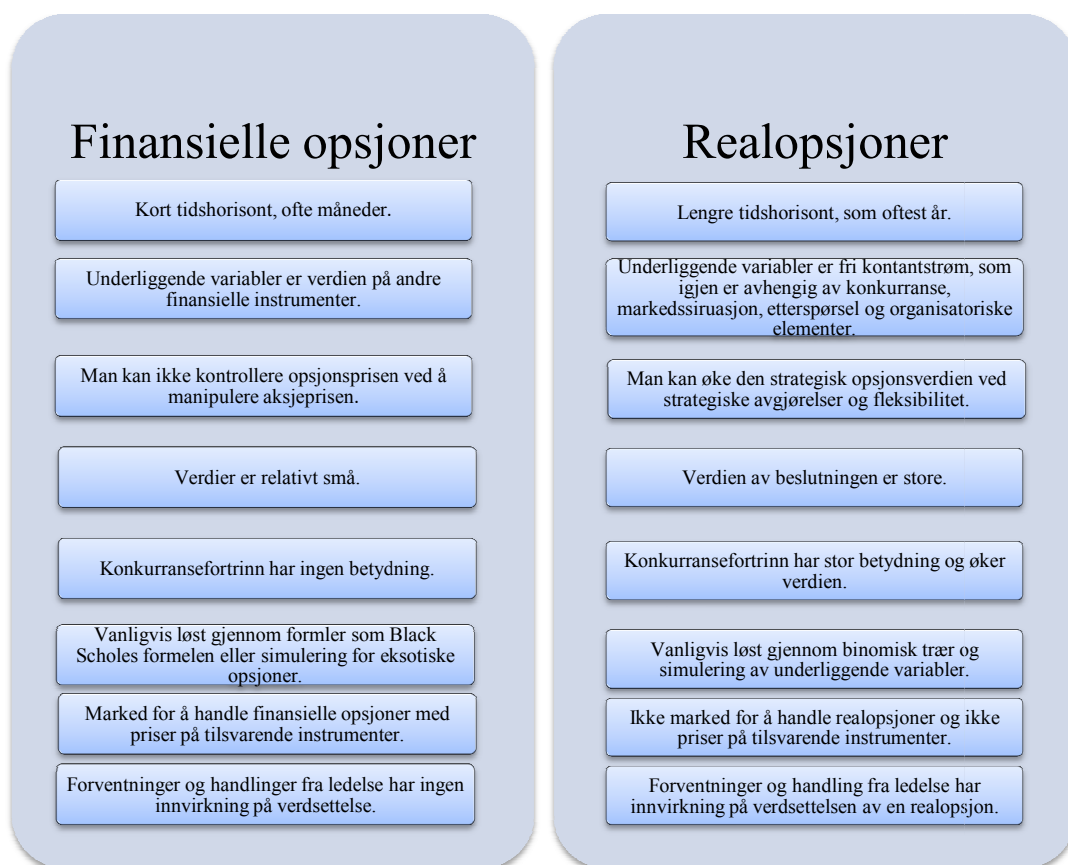 Finansielle opsjoner
Kort tidshorisont, ofte måneder.
Underliggende variabler er verdien på andre
finansielle instrumenter.
Man kan ikke kontrollere opsjonsprisen ved å
manipulere aksjeprisen.
Verdier er relativt små.
Konkurransefortrinn har ingen betydning.
Vanligvis løst gjennom formler som Black
Scholes formelen eller simulering for eksotiske
opsjoner.
Marked for å handle finansielle opsjoner med
priser på tilsvarende instrumenter.
Forventninger og handlinger fra ledelse har ingen
innvirkning på verdsettelse.
Realopsjoner
Lengre tidshorisont, som oftest år.
Underliggende variabler er fri kontantstrøm, som
igjen er avhengig av konkurranse,
markedssiruasjon, etterspørsel og organisatoriske
elementer.
Man kan øke den strategisk opsjonsverdien ved
strategiske avgjørelser og fleksibilitet.
Verdien av beslutningen er store.
Konkurransefortrinn har stor betydning og øker
verdien.
Vanligvis løst gjennom binomisk trær og
simulering av underliggende variabler.
Ikke marked for å handle realopsjoner og ikke
priser på tilsvarende instrumenter.
Forventninger og handling fra ledelse har
innvirkning på verdsettelsen av en realopsjon.